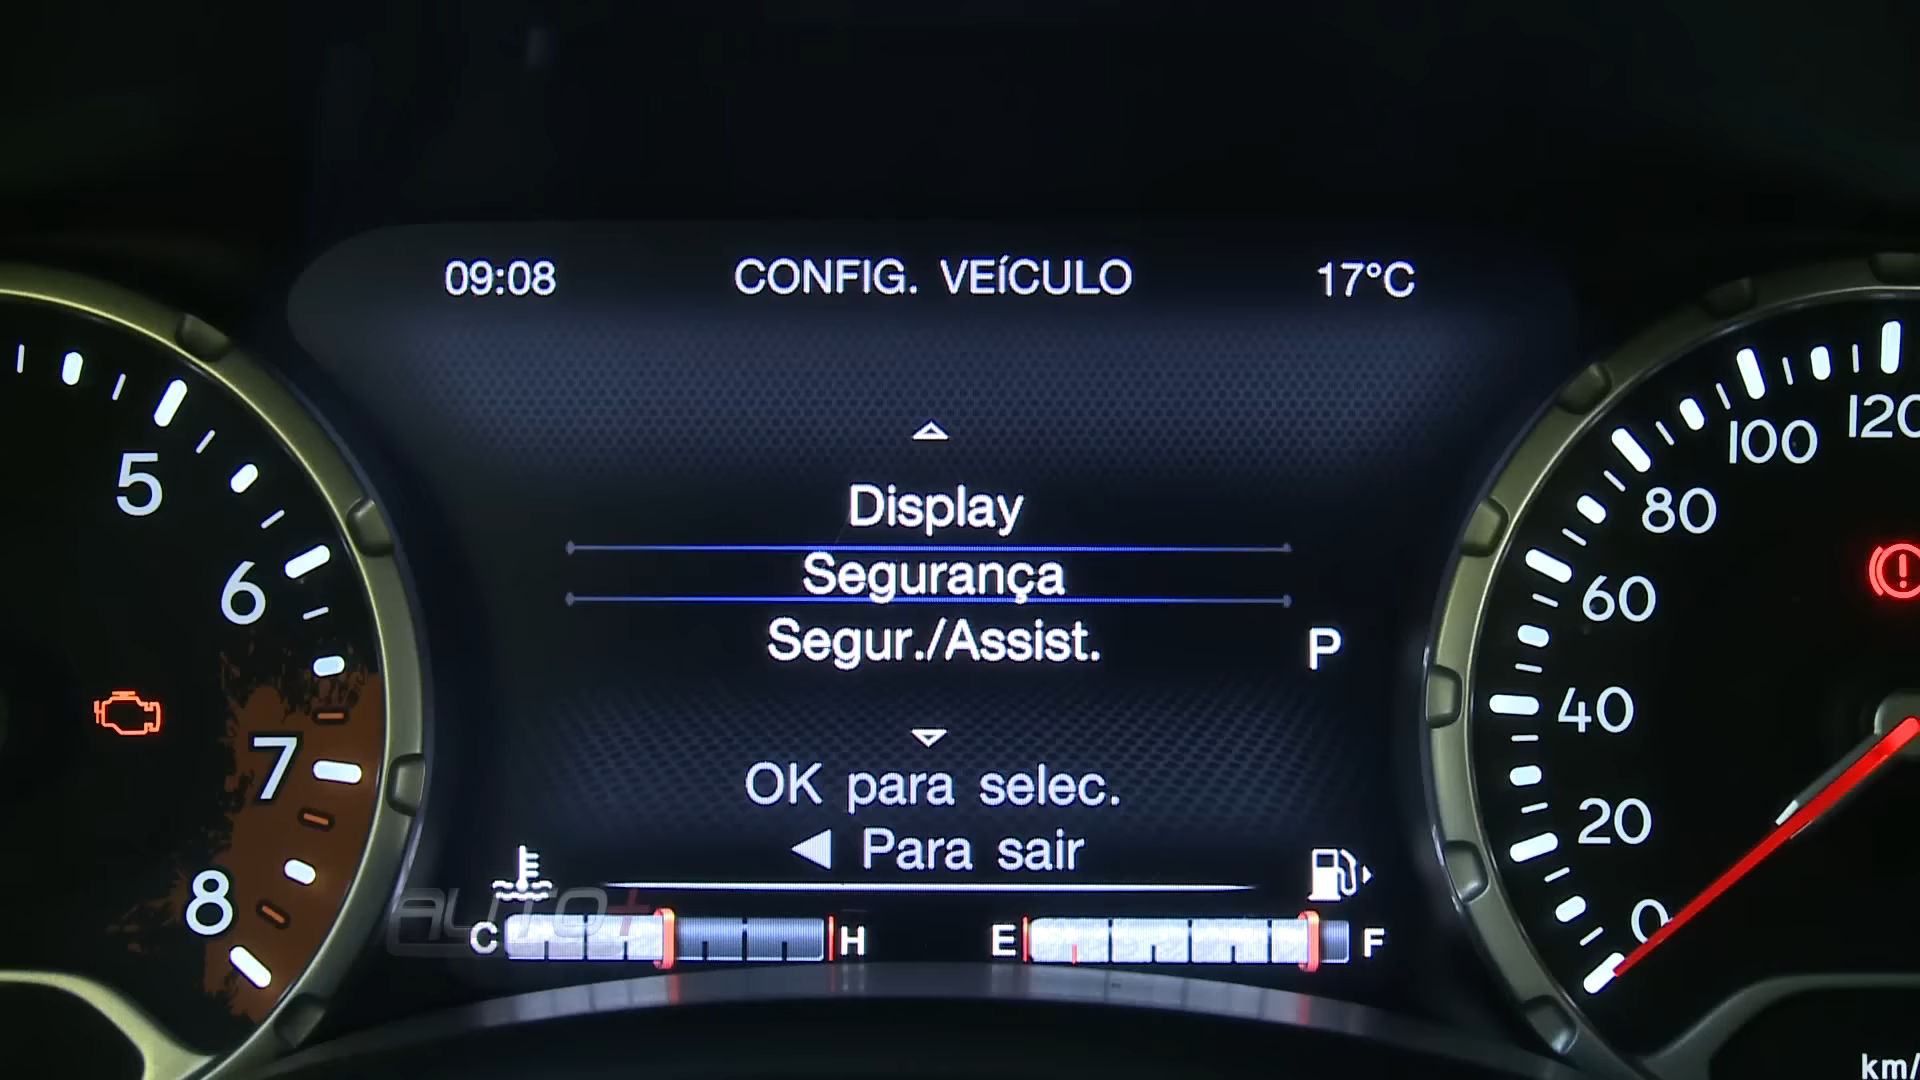 09:08 CONFIG. VEíCULO 17°C
Display
Segurança
Segur./Assist.
P
OK para selec.
◀ Para sair
C H E F
5
6
7
8
120
100
80
60
40
20
0
km/
AUTO+